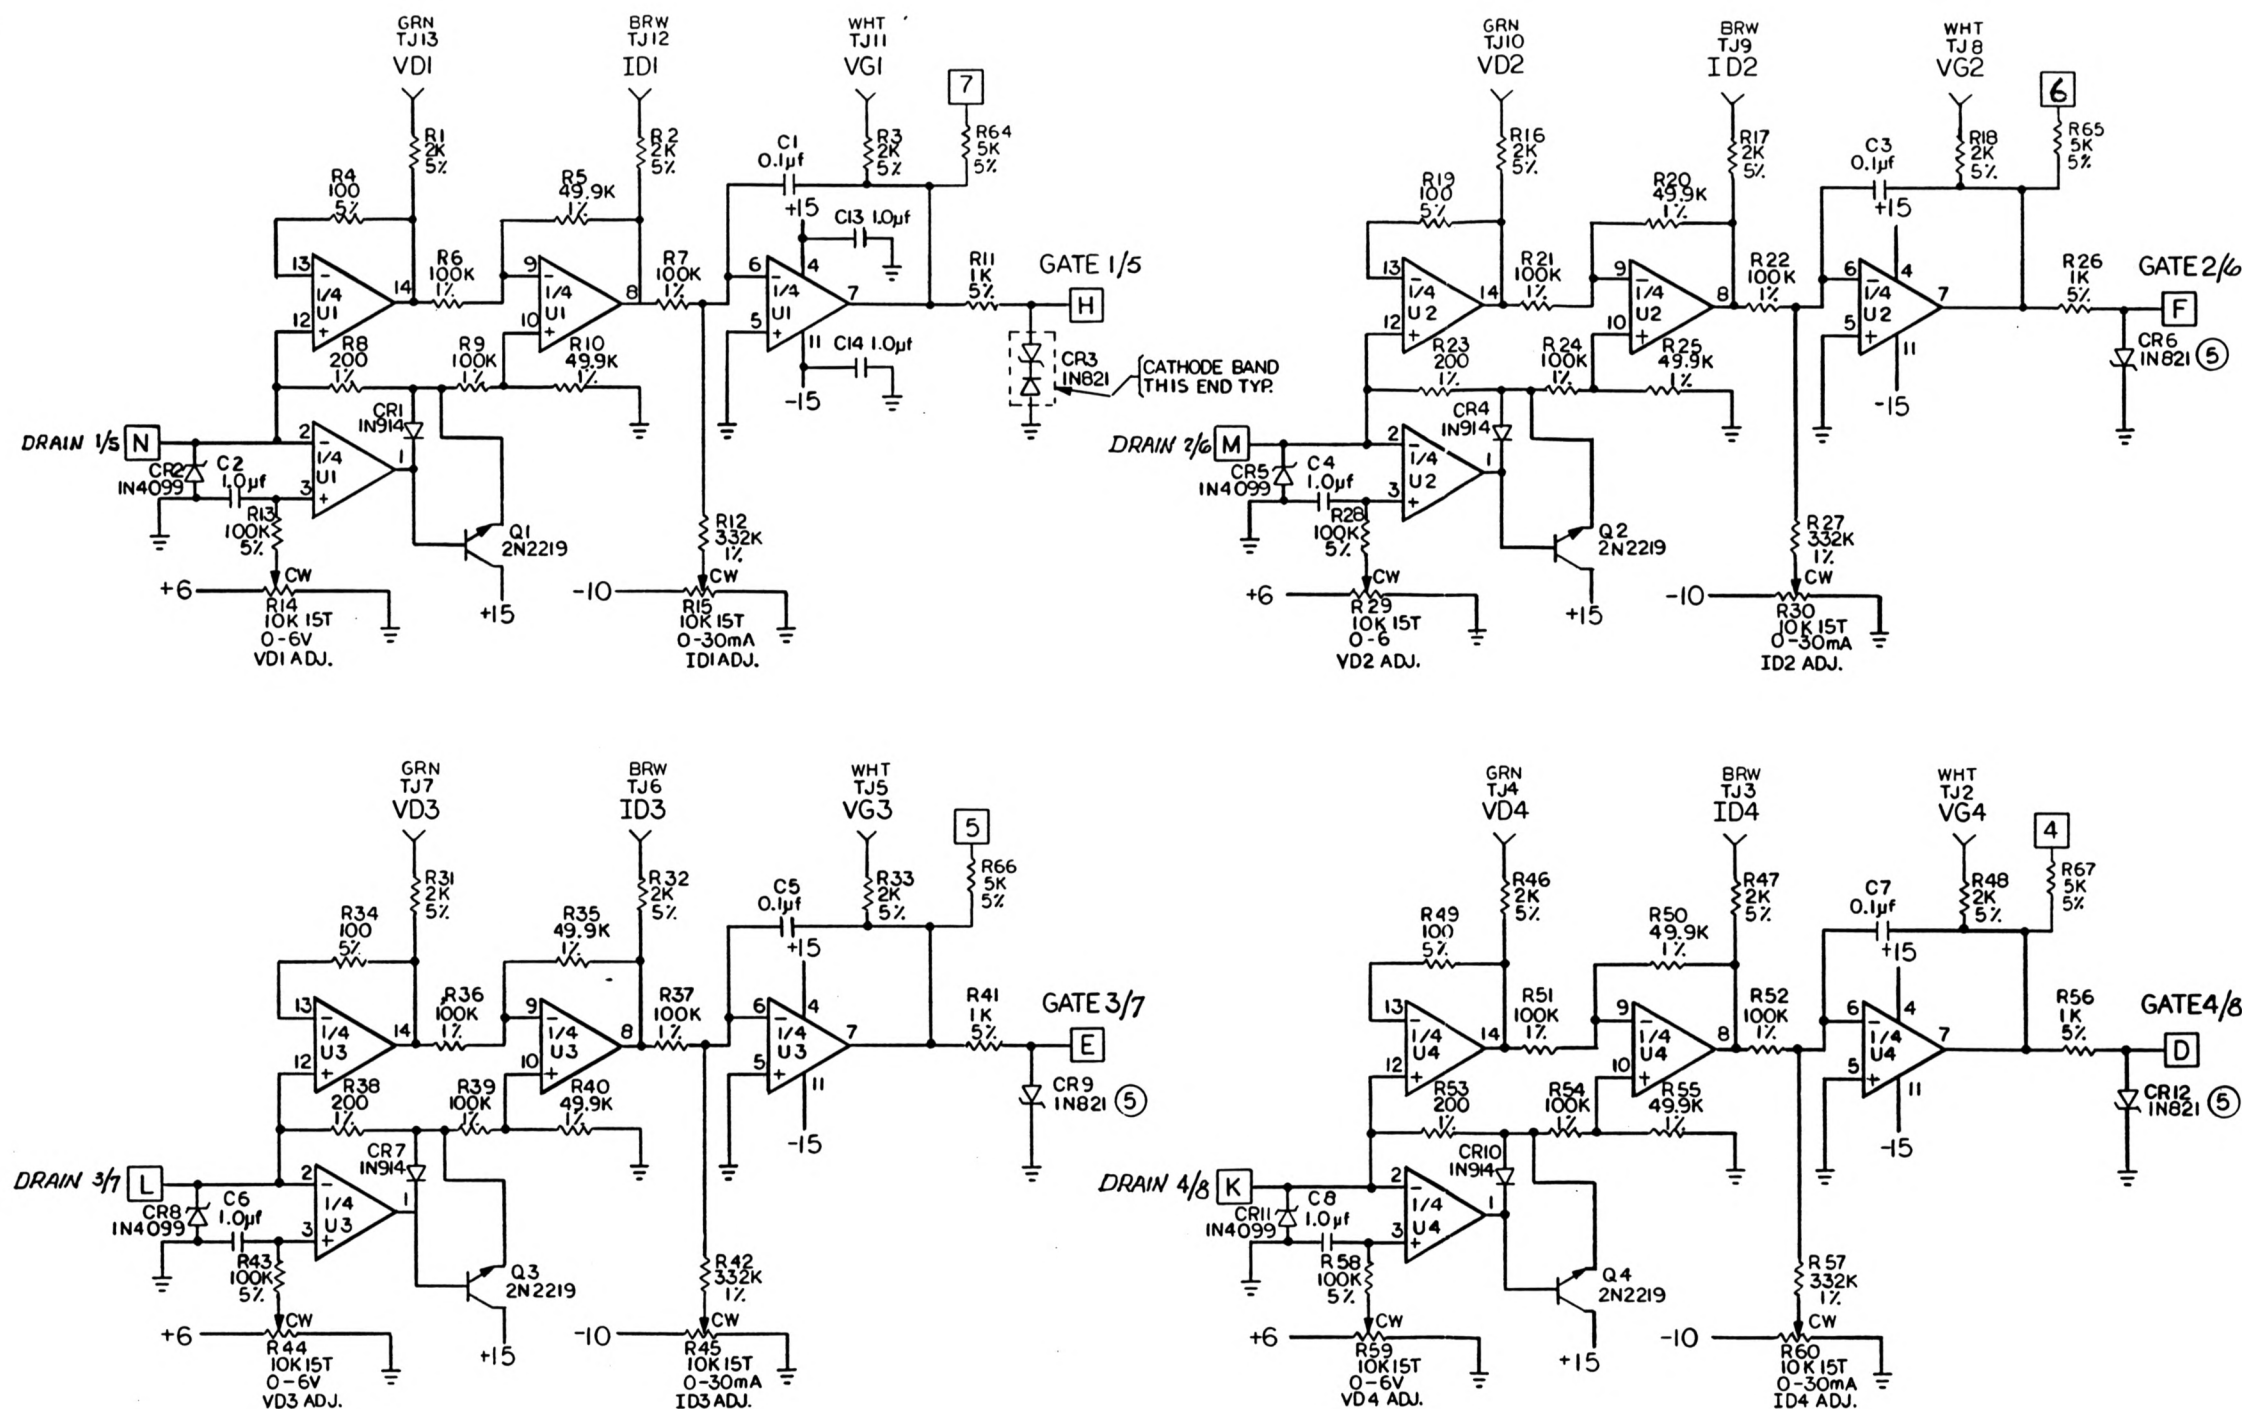 GRN
TJ13
VD1
BRW
TJ12
ID1
WHT
TJ11
VG1
7
R1
2K
5%
R2
2K
5%
R3
2K
5%
R64
5K
5%
C1
0.1µf
R4
100
5%
R5
49.9K
1%
+15
C13 1.0µf
13
1/4
U1
14
12
R6
100K
1%
9
1/4
U1
8
10
R7
100K
1%
6
4
1/4
U1
7
5
11
R11
1K
5%
GATE 1/5
H
R8
200
1%
R9
100K
1%
R10
49.9K
1%
C14 1.0µf
-15
CR3
1N821
CATHODE BAND
THIS END TYP.
CR1
1N914
DRAIN 1/5 N
2
1/4
U1
1
3
CR2
1N4099
C2
1.0µf
R13
100K
5%
Q1
2N2219
R12
332K
1%
+6
CW
R14
10K 15T
0-6V
VD1 ADJ.
+15
-10
CW
R15
10K 15T
0-30mA
ID1 ADJ.
GRN
TJ10
VD2
BRW
TJ9
ID2
WHT
TJ8
VG2
6
R16
2K
5%
R17
2K
5%
R18
2K
5%
R65
5K
5%
C3
0.1µf
R19
100
5%
R20
49.9K
1%
+15
13
1/4
U2
14
12
R21
100K
1%
9
1/4
U2
8
10
R22
100K
1%
6
4
1/4
U2
7
5
11
R26
1K
5%
GATE 2/6
F
R23
200
1%
R24
100K
1%
R25
49.9K
1%
-15
CR6
1N821 5
CR4
1N914
DRAIN 2/6 M
2
1/4
U2
1
3
CR5
1N4099
C4
1.0µf
R28
100K
5%
Q2
2N2219
R27
332K
1%
+6
CW
R29
10K 15T
0-6
VD2 ADJ.
+15
-10
CW
R30
10K 15T
0-30mA
ID2 ADJ.
GRN
TJ7
VD3
BRW
TJ6
ID3
WHT
TJ5
VG3
5
R31
2K
5%
R32
2K
5%
R33
2K
5%
R66
5K
5%
C5
0.1µf
R34
100
5%
R35
49.9K
1%
+15
13
1/4
U3
14
12
R36
100K
1%
9
1/4
U3
8
10
R37
100K
1%
6
4
1/4
U3
7
5
11
R41
1K
5%
GATE 3/7
E
R38
200
1%
R39
100K
1%
R40
49.9K
1%
-15
CR9
1N821 5
CR7
1N914
DRAIN 3/7 L
2
1/4
U3
1
3
CR8
1N4099
C6
1.0µf
R43
100K
5%
Q3
2N2219
R42
332K
1%
+6
CW
R44
10K 15T
0-6V
VD3 ADJ.
+15
-10
CW
R45
10K 15T
0-30mA
ID3 ADJ.
GRN
TJ4
VD4
BRW
TJ3
ID4
WHT
TJ2
VG4
4
R46
2K
5%
R47
2K
5%
R48
2K
5%
R67
5K
5%
C7
0.1µf
R49
100
5%
R50
49.9K
1%
+15
13
1/4
U4
14
12
R51
100K
1%
9
1/4
U4
8
10
R52
100K
1%
6
4
1/4
U4
7
5
11
R56
1K
5%
GATE 4/8
D
R53
200
1%
R54
100K
1%
R55
49.9K
1%
-15
CR12
1N821 5
CR10
1N914
DRAIN 4/8 K
2
1/4
U4
1
3
CR11
1N4099
C8
1.0µf
R58
100K
5%
Q4
2N2219
R57
332K
1%
+6
CW
R59
10K 15T
0-6V
VD4 ADJ.
+15
-10
CW
R60
10K 15T
0-30mA
ID4 ADJ.